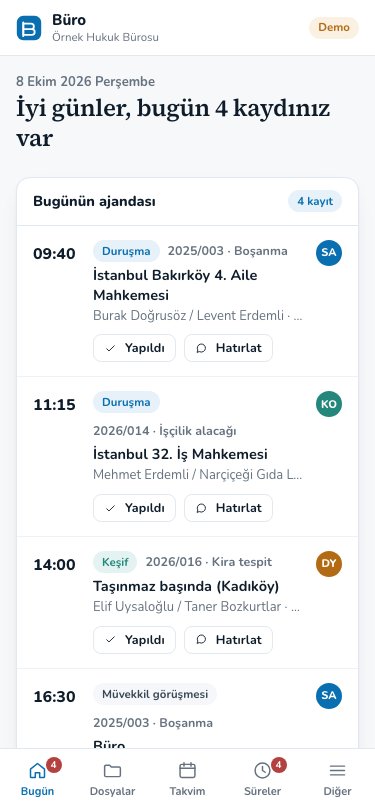 Büro
Örnek Hukuk Bürosu
Demo
8 Ekim 2026 Perşembe
İyi günler, bugün 4 kaydınız
var
Bugünün ajandası
4 kayıt
09:40
Duruşma
2025/003 · Boşanma
SA
İstanbul Bakırköy 4. Aile
Mahkemesi
Burak Doğrusöz / Levent Erdemli · ...
Yapıldı
Hatırlat
11:15
Duruşma
KO
2026/014 · İşçilik alacağı
İstanbul 32. İş Mahkemesi
Mehmet Erdemli / Narçiçeği Gıda L...
Yapıldı
Hatırlat
14:00
Keşif
2026/016 · Kira tespit
DY
Taşınmaz başında (Kadıköy)
Elif Uysaloğlu / Taner Bozkurtlar · ...
Yapıldı
Hatırlat
16:30
Müvekkil görüşmesi
SA
2025/003 · Boşanma
Büro
4
4
Bugün
Dosyalar
Takvim
Süreler
Diğer